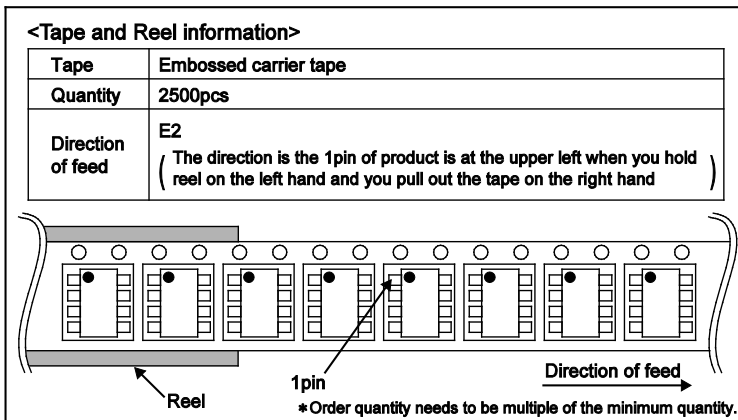 <Tape and Reel information>
Tape Embossed carrier tape
Quantity 2500pcs
Direction of feed E2
( The direction is the 1pin of product is at the upper left when you hold
reel on the left hand and you pull out the tape on the right hand )
Reel
1pin
Direction of feed
*Order quantity needs to be multiple of the minimum quantity.